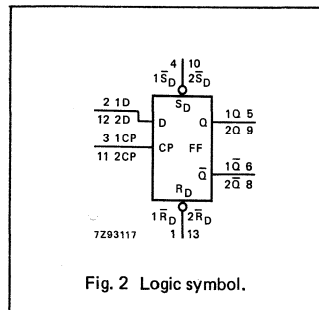 4 10
1S̅D 2S̅D
SD
2 1D
12 2D
D
Q
1Q 5
2Q 9
3 1CP
11 2CP
CP
FF
Q̅
1Q̅ 6
2Q̅ 8
RD
1R̅D 2R̅D
7Z93117
1 13
Fig. 2 Logic symbol.